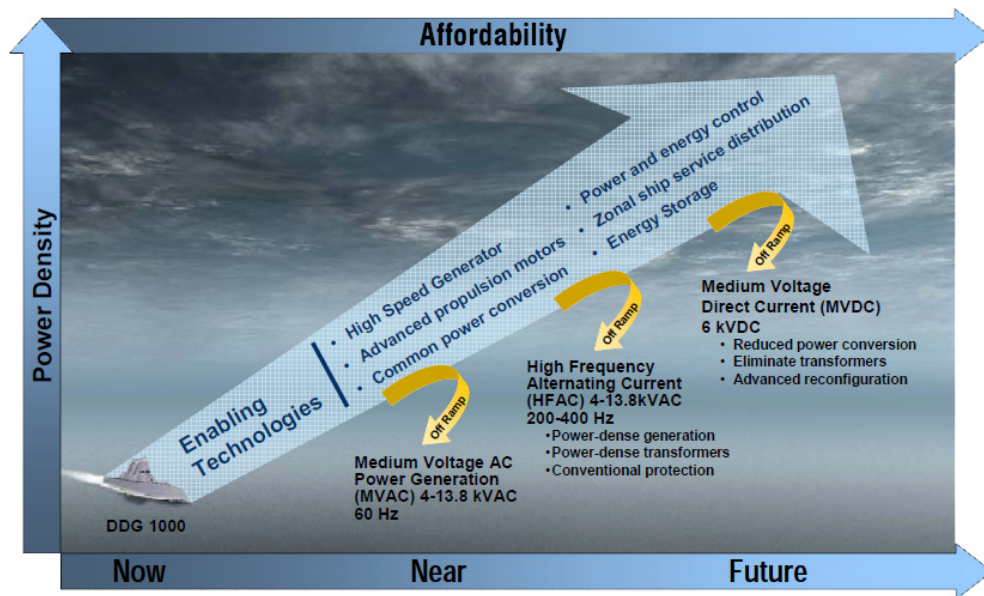 Affordability
Power Density
Enabling
Technologies
• High Speed Generator
• Advanced propulsion motors
• Common power conversion
• Power and energy control
• Zonal ship service distribution
• Energy Storage
Off Ramp
Medium Voltage AC
Power Generation
(MVAC) 4-13.8 kVAC
60 Hz
Off Ramp
High Frequency
Alternating Current
(HFAC) 4-13.8kVAC
200-400 Hz
•Power-dense generation
•Power-dense transformers
•Conventional protection
Off Ramp
Medium Voltage
Direct Current (MVDC)
6 kVDC
• Reduced power conversion
• Eliminate transformers
• Advanced reconfiguration
DDG 1000
Now
Near
Future